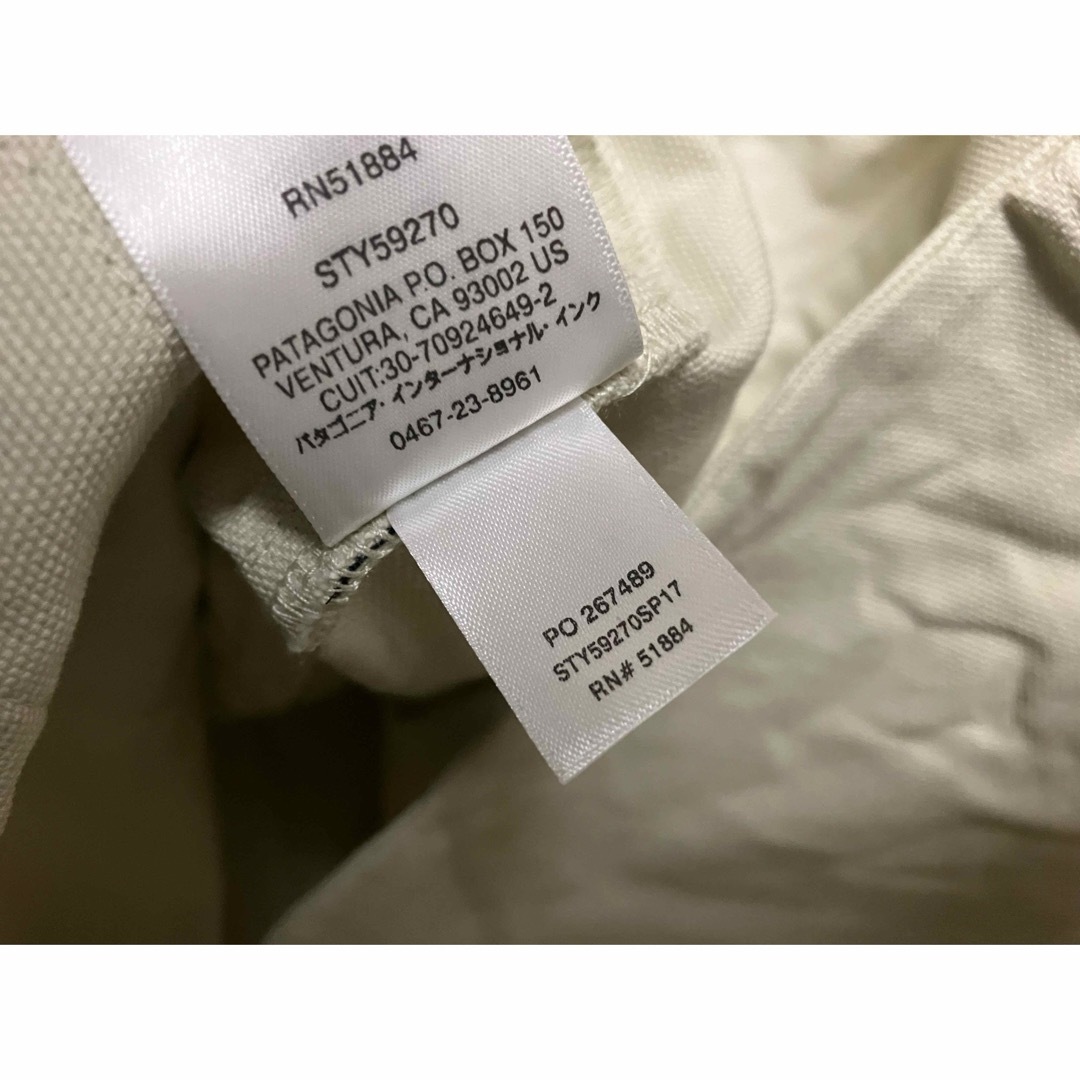 RN51884
STY59270
PATAGONIA P.O. BOX 150
VENTURA, CA 93002 US
CUIT:30-70924649-2
パタゴニア・インターナショナル・インク
0467-23-8961
PO 267489
STY59270SP17
RN# 51884